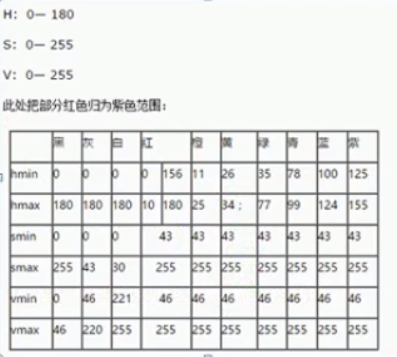 H：0— 180
S：0— 255
V：0— 255
此处把部分红色归为紫色范围：
黑 灰 白 红 橙 黄 绿 青 蓝 紫
hmin 0 0 0 0 156 11 26 35 78 100 125
hmax 180 180 180 10 180 25 34； 77 99 124 155
smin 0 0 0 43 43 43 43 43 43 43
smax 255 43 30 255 255 255 255 255 255 255
vmin 0 46 221 46 46 46 46 46 46 46
vmax 46 220 255 255 255 255 255 255 255 255